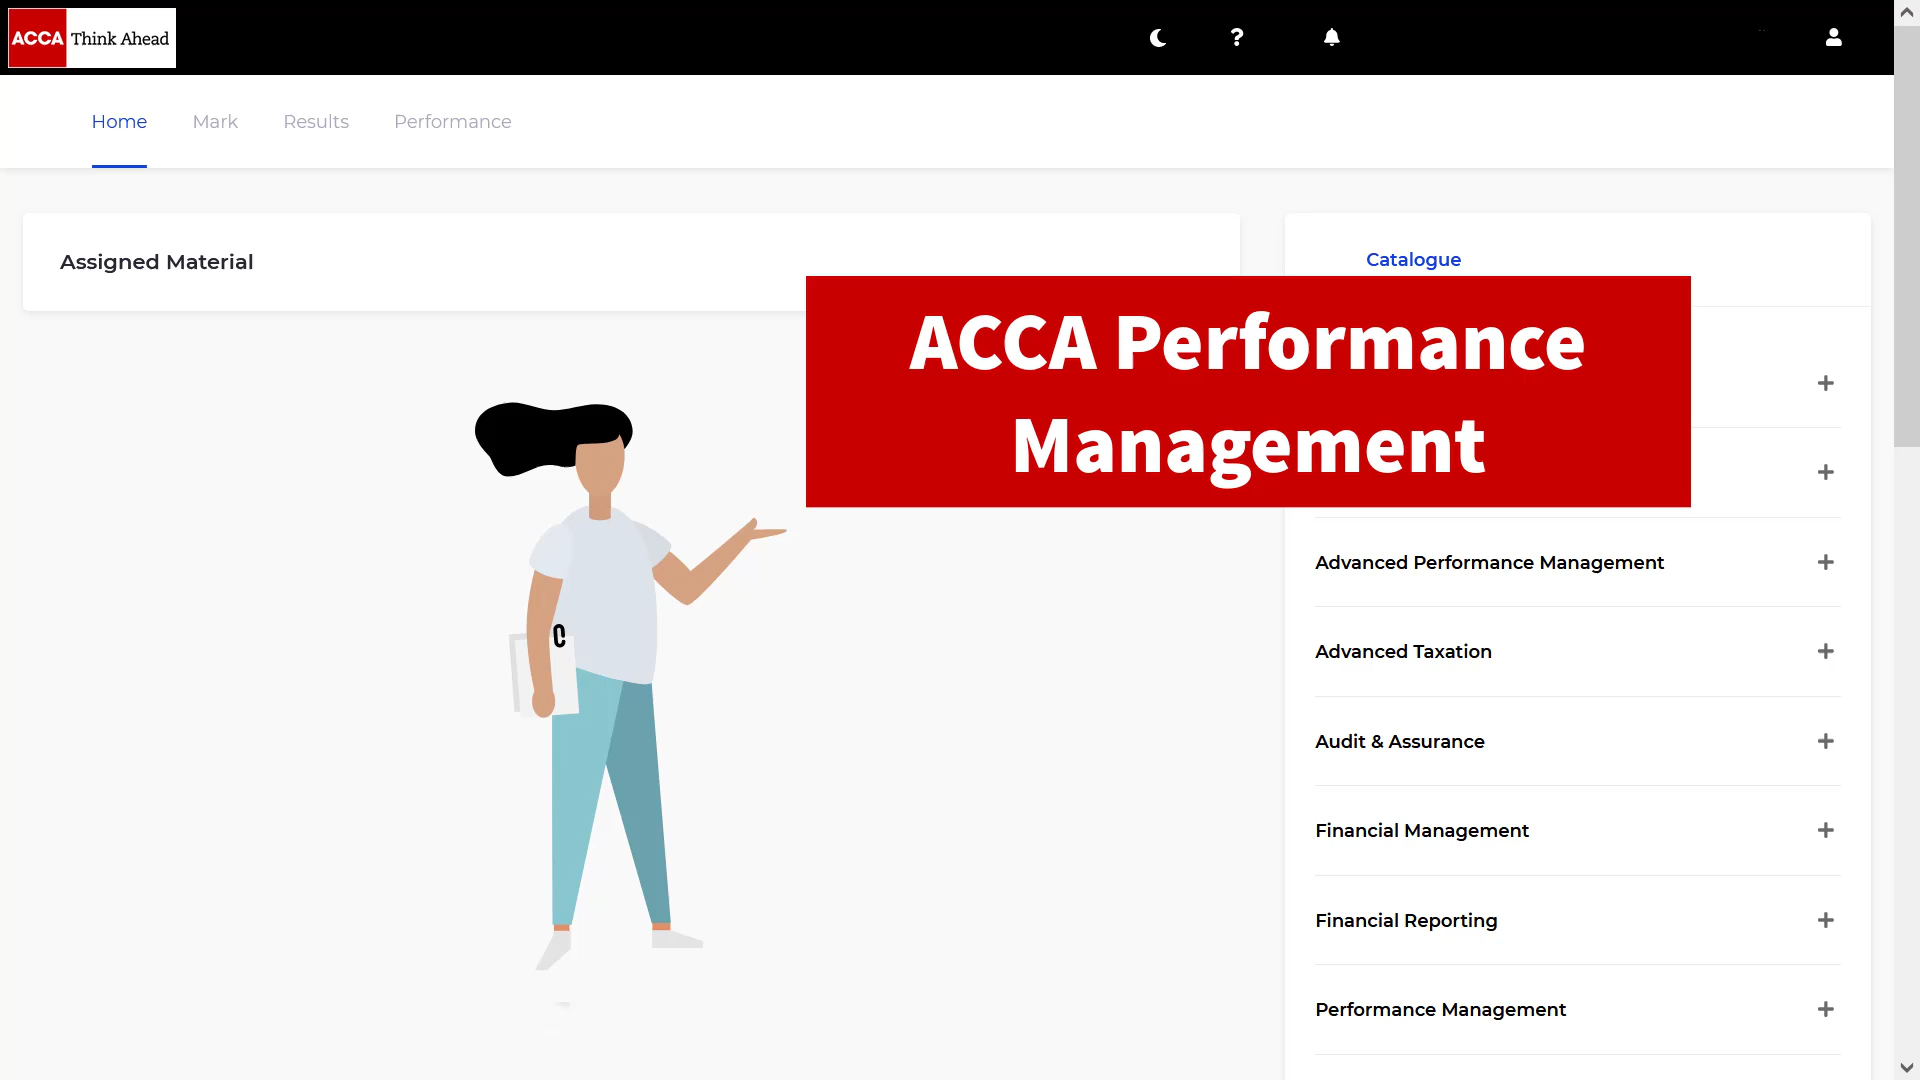 ACCA Think Ahead
Home Mark Results Performance
Assigned Material
Catalogue
ACCA Performance
Management
Advanced Performance Management
Advanced Taxation
Audit & Assurance
Financial Management
Financial Reporting
Performance Management